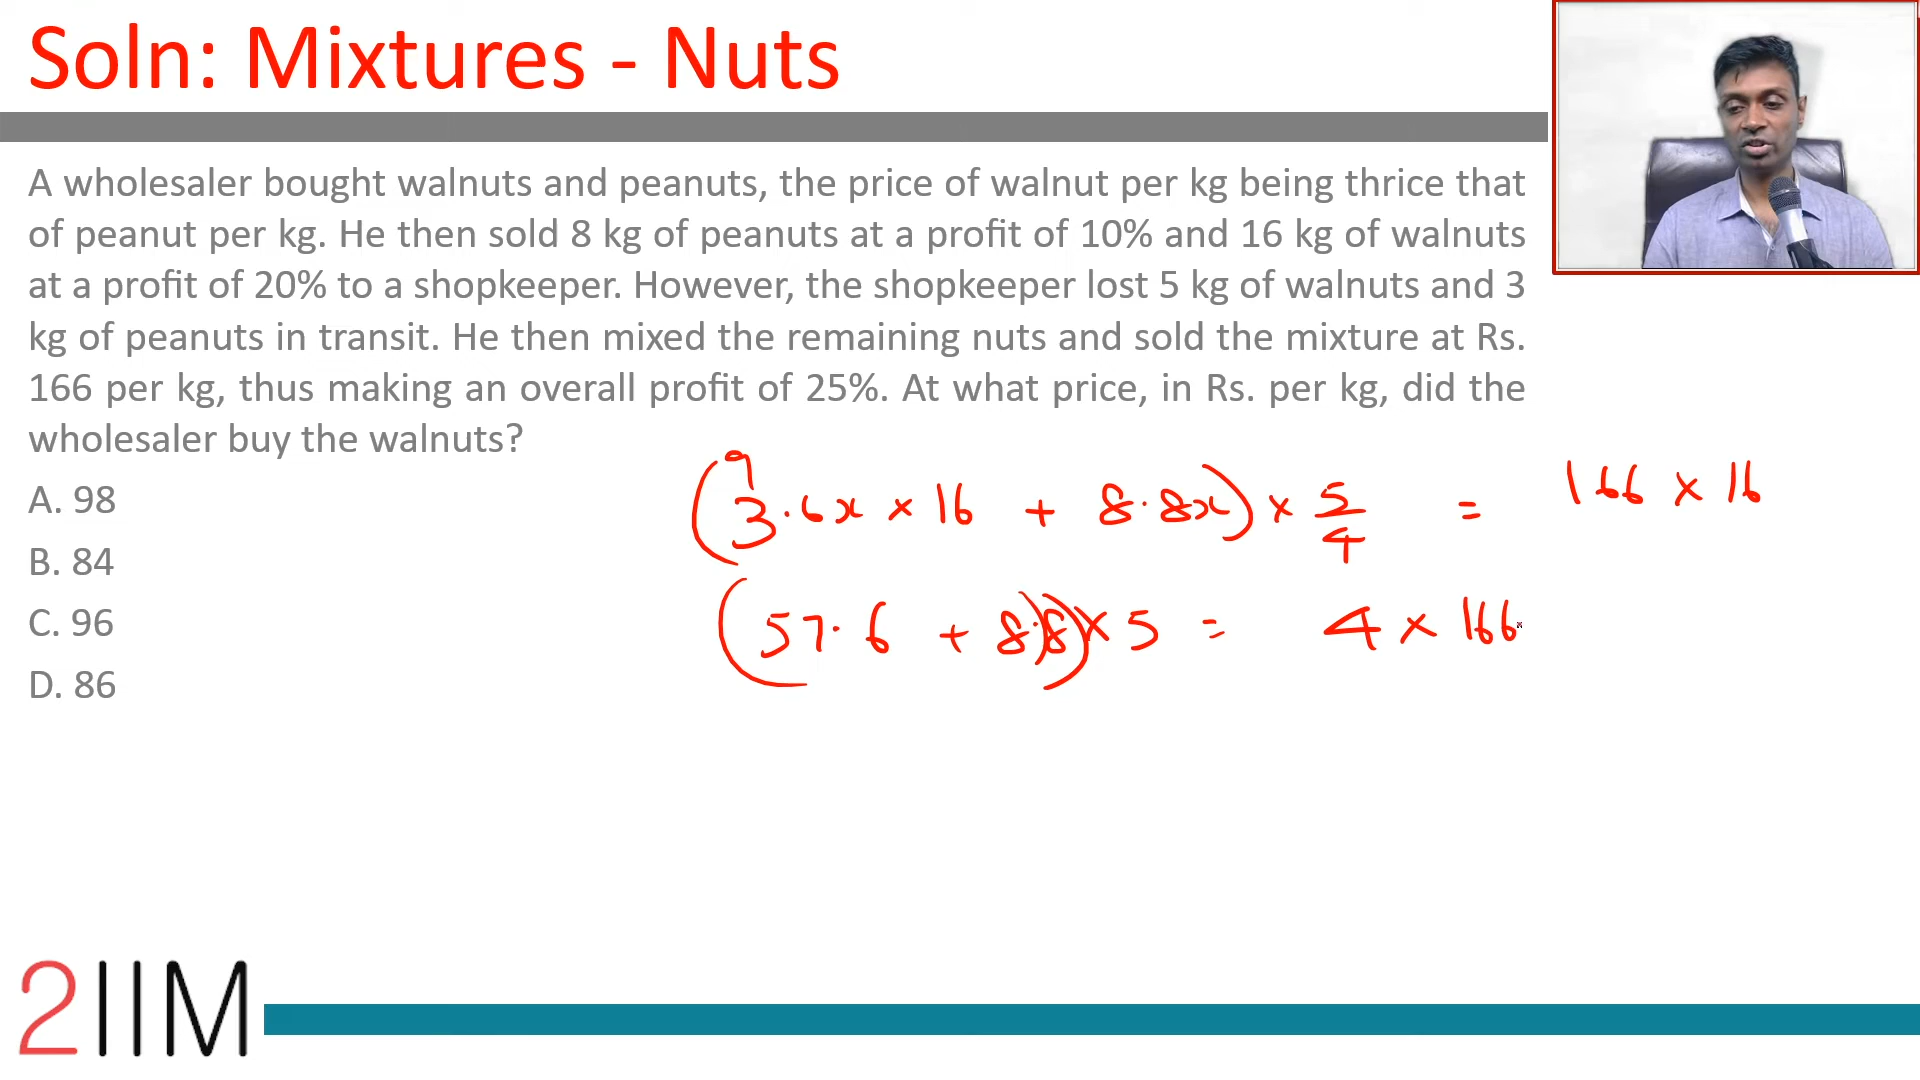 Soln: Mixtures - Nuts
A wholesaler bought walnuts and peanuts, the price of walnut per kg being thrice that
of peanut per kg. He then sold 8 kg of peanuts at a profit of 10% and 16 kg of walnuts
at a profit of 20% to a shopkeeper. However, the shopkeeper lost 5 kg of walnuts and 3
kg of peanuts in transit. He then mixed the remaining nuts and sold the mixture at Rs.
166 per kg, thus making an overall profit of 25%. At what price, in Rs. per kg, did the
wholesaler buy the walnuts?
A. 98
B. 84
C. 96
D. 86
(3.6x × 16 + 8.8x) × 5/4 = 166 × 16
(57.6 + 8.8) × 5 = 4 × 166
2IIM